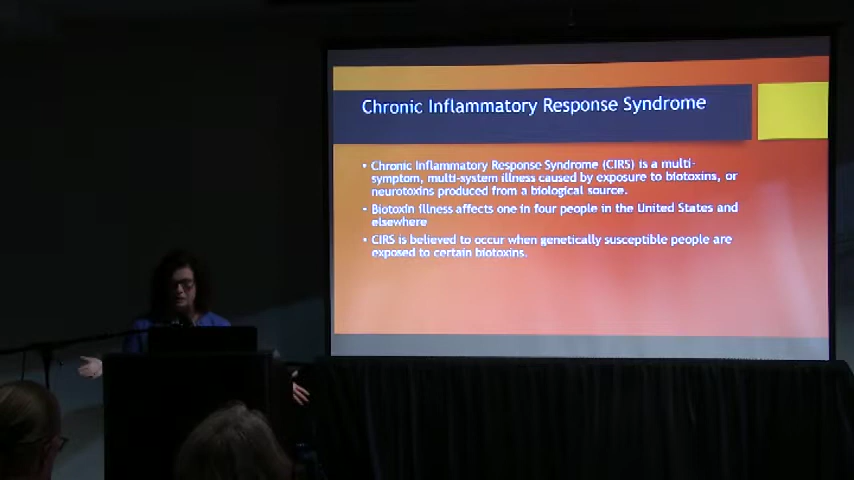 Chronic Inflammatory Response Syndrome
• Chronic Inflammatory Response Syndrome (CIRS) is a multi-
symptom, multi-system illness caused by exposure to biotoxins, or
neurotoxins produced from a biological source.
• Biotoxin illness affects one in four people in the United States and
elsewhere
• CIRS is believed to occur when genetically susceptible people are
exposed to certain biotoxins.